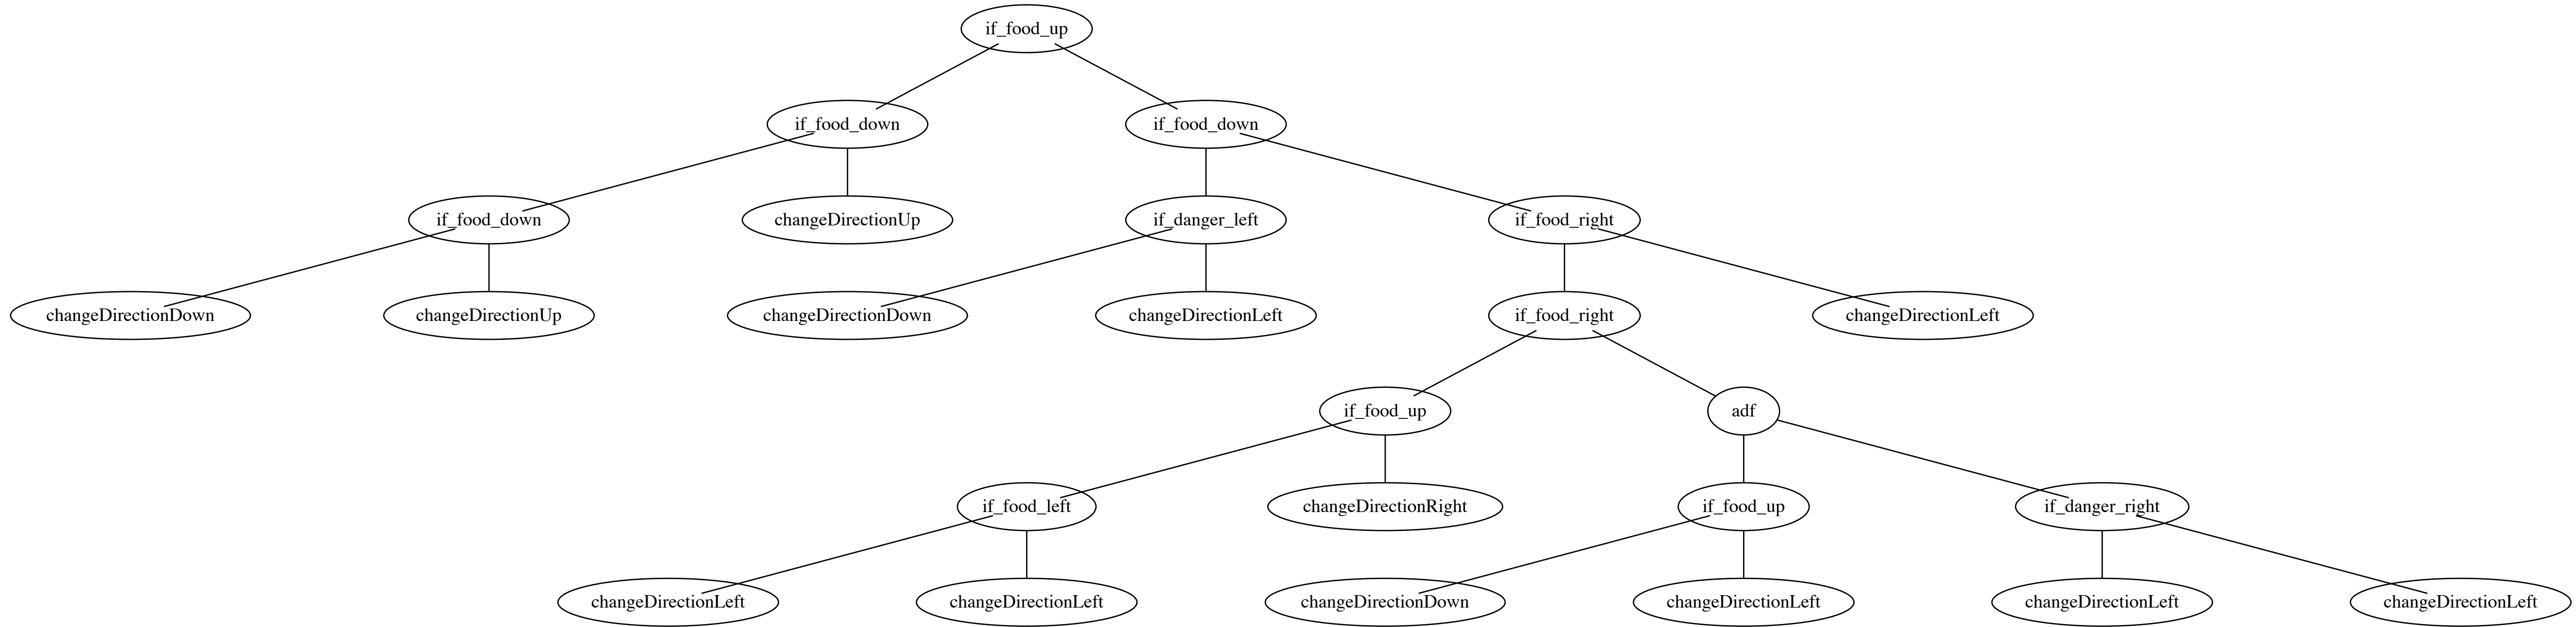 if_food_up
if_food_down
if_food_down
if_food_down
changeDirectionUp
if_danger_left
if_food_right
changeDirectionDown
changeDirectionUp
changeDirectionDown
changeDirectionLeft
if_food_right
changeDirectionLeft
if_food_up
adf
if_food_left
changeDirectionRight
if_food_up
if_danger_right
changeDirectionLeft
changeDirectionLeft
changeDirectionDown
changeDirectionLeft
changeDirectionLeft
changeDirectionLeft